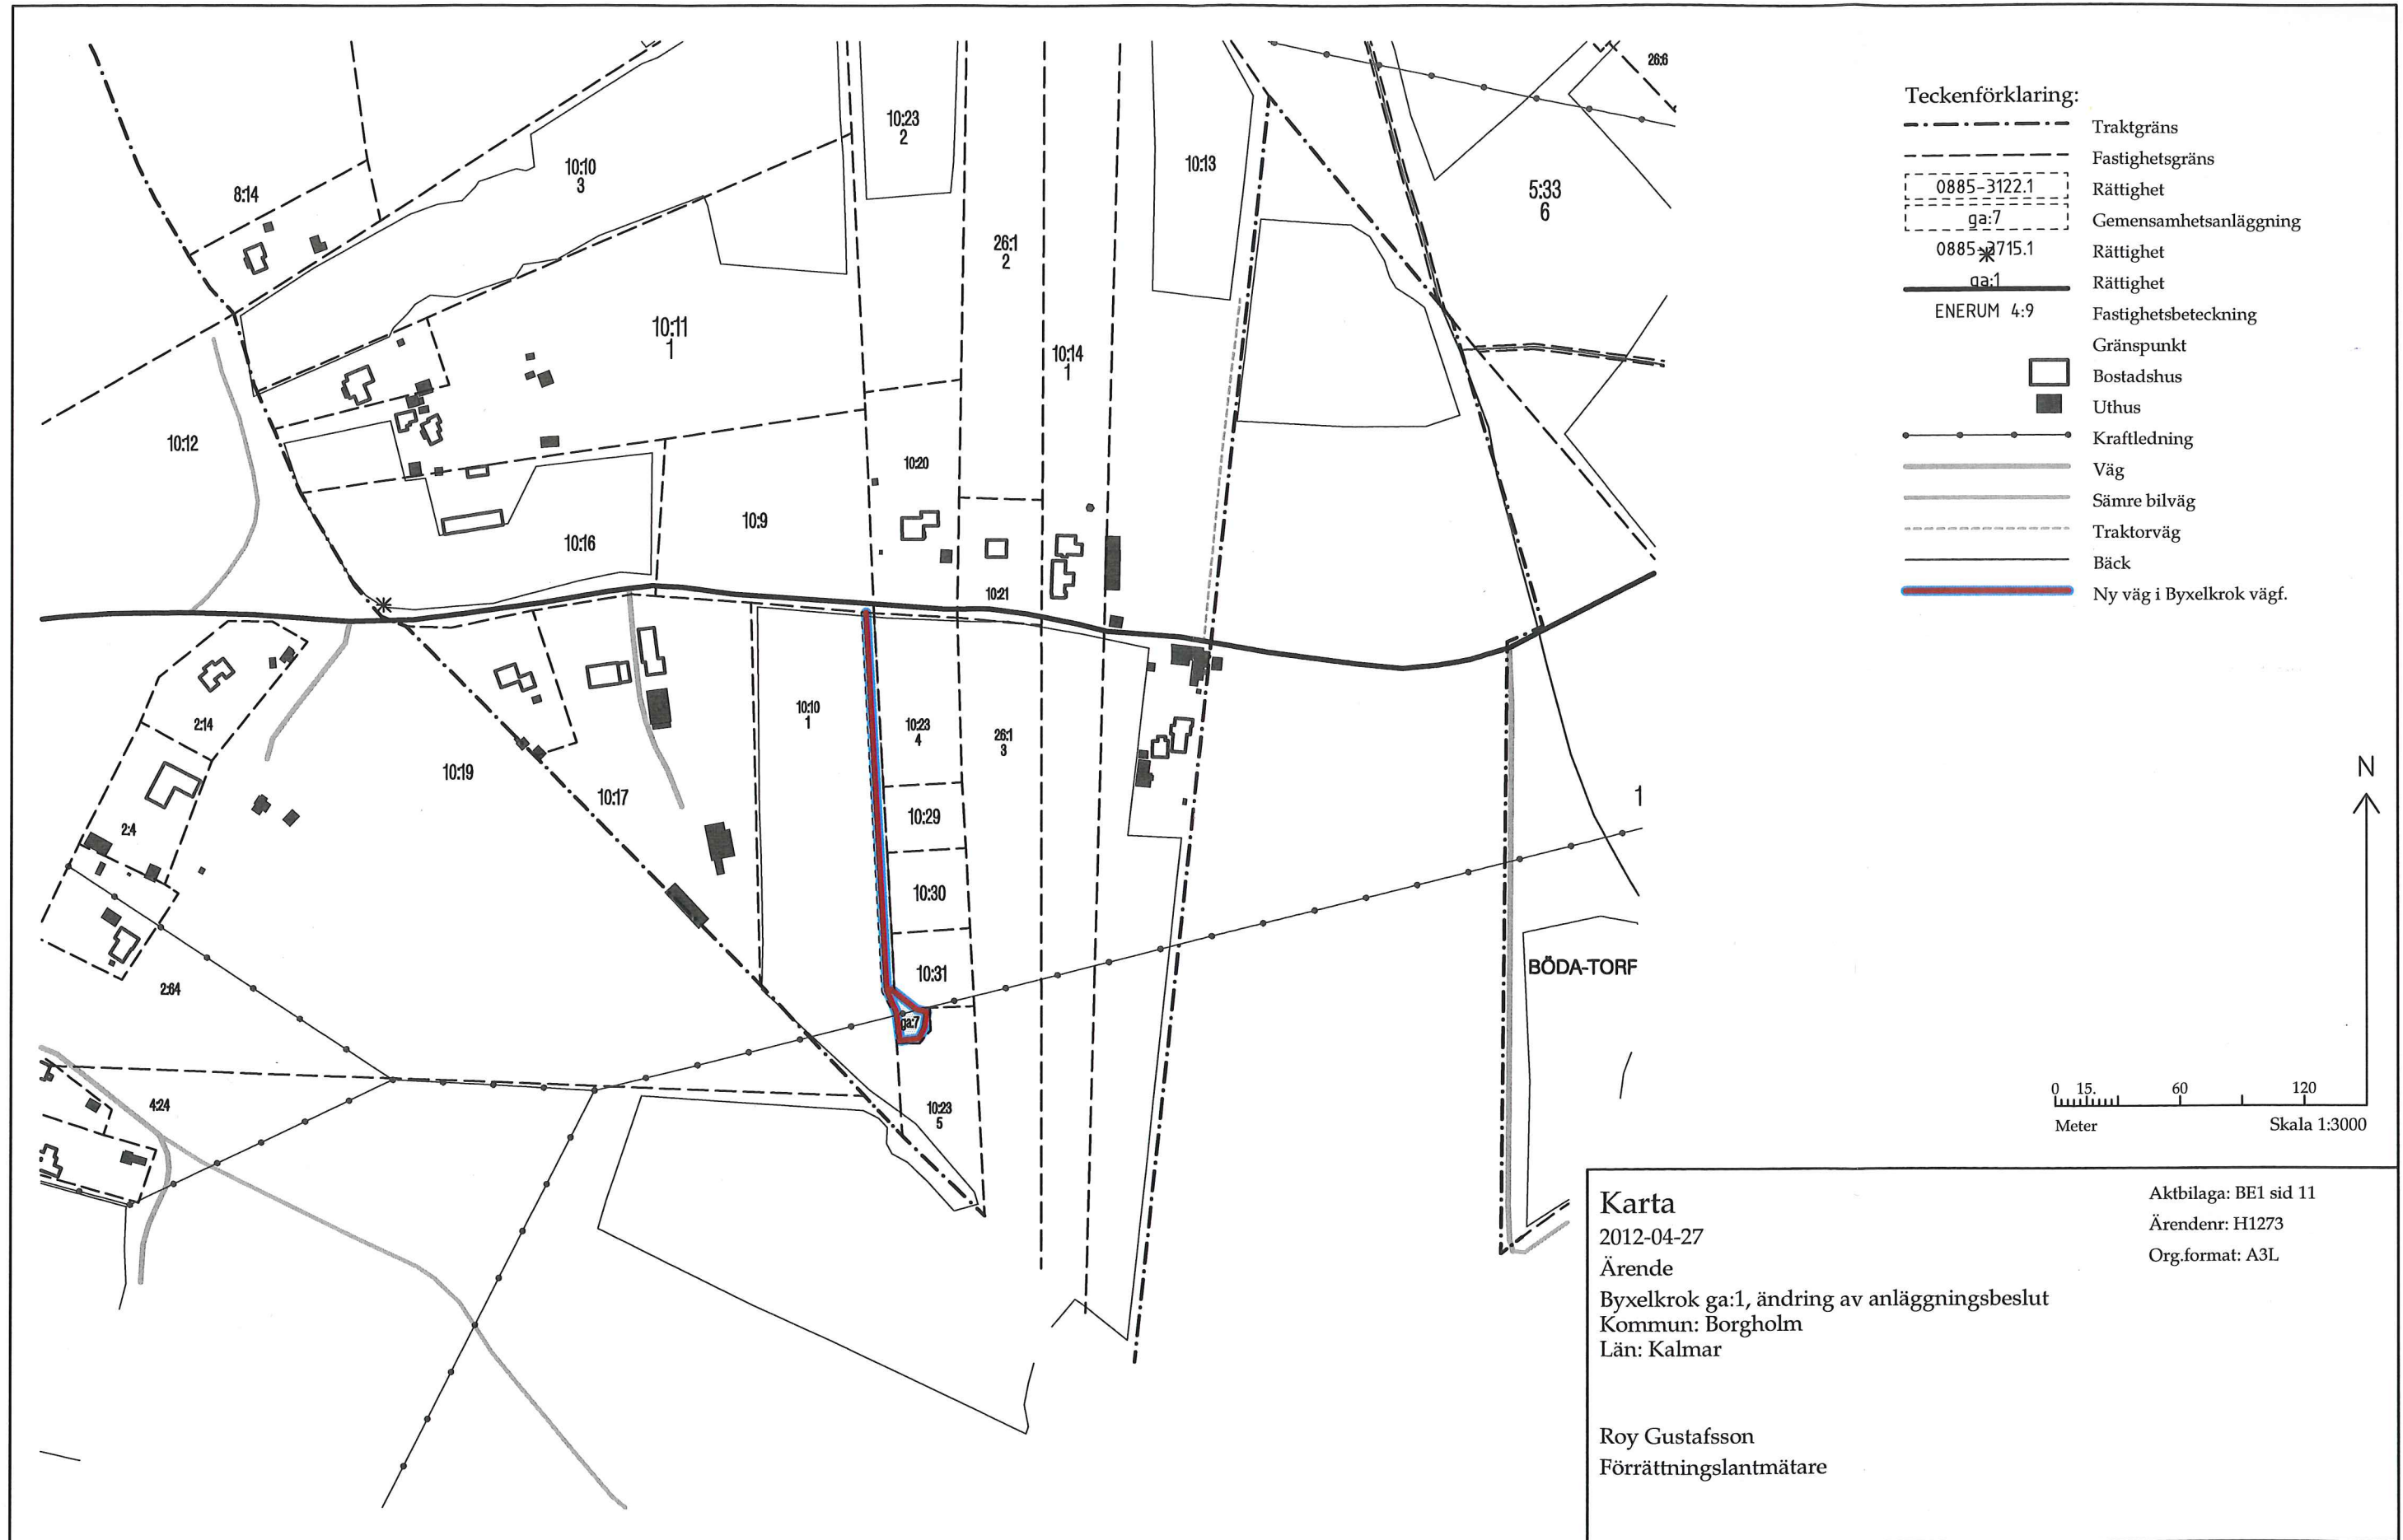 26:6
10:23
2
10:10
3
10:13
8:14
5:33
6
26:1
2
10:11
1
10:14
1
10:12
10:20
10:9
10:16
10:21
10:10
1
10:23
4
26:1
3
2:14
10:19
10:17
1
10:29
2:4
10:30
BÖDA-TORP
10:31
2:64
ga:7
4:24
10:23
5
Teckenförklaring:
Traktgräns
Fastighetsgräns
0885-3122.1 Rättighet
ga:7 Gemensamhetsanläggning
0885-3715.1 Rättighet
ga:1 Rättighet
ENERUM 4:9 Fastighetsbeteckning
Gränspunkt
Bostadshus
Uthus
Kraftledning
Väg
Sämre bilväg
Traktorväg
Bäck
Ny väg i Byxelkrok vägf.
N
0 15. 60 120
Meter Skala 1:3000
Karta
2012-04-27
Ärende
Byxelkrok ga:1, ändring av anläggningsbeslut
Kommun: Borgholm
Län: Kalmar
Roy Gustafsson
Förrättningslantmätare
Aktbilaga: BE1 sid 11
Ärendenr: H1273
Org.format: A3L